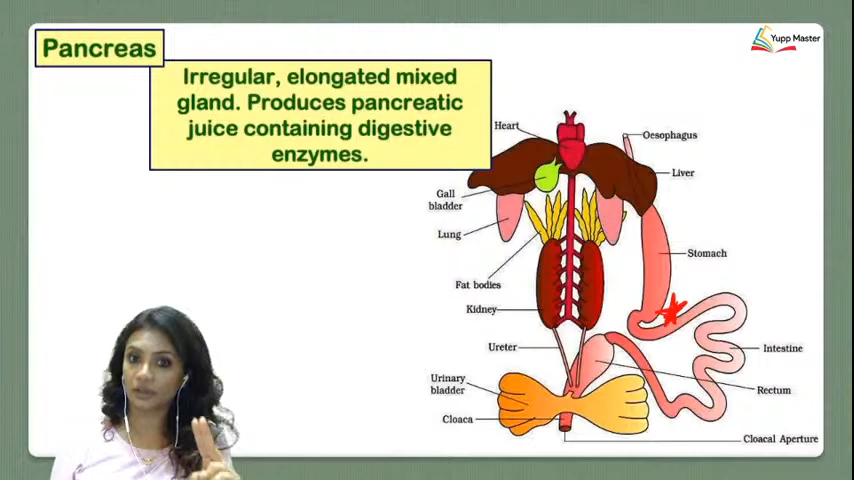 Pancreas
Irregular, elongated mixed
gland. Produces pancreatic
juice containing digestive
enzymes.
Yupp Master
Heart
Oesophagus
Liver
Gall
bladder
Lung
Stomach
Fat bodies
Kidney
Ureter
Intestine
Urinary
bladder
Rectum
Cloaca
Cloacal Aperture